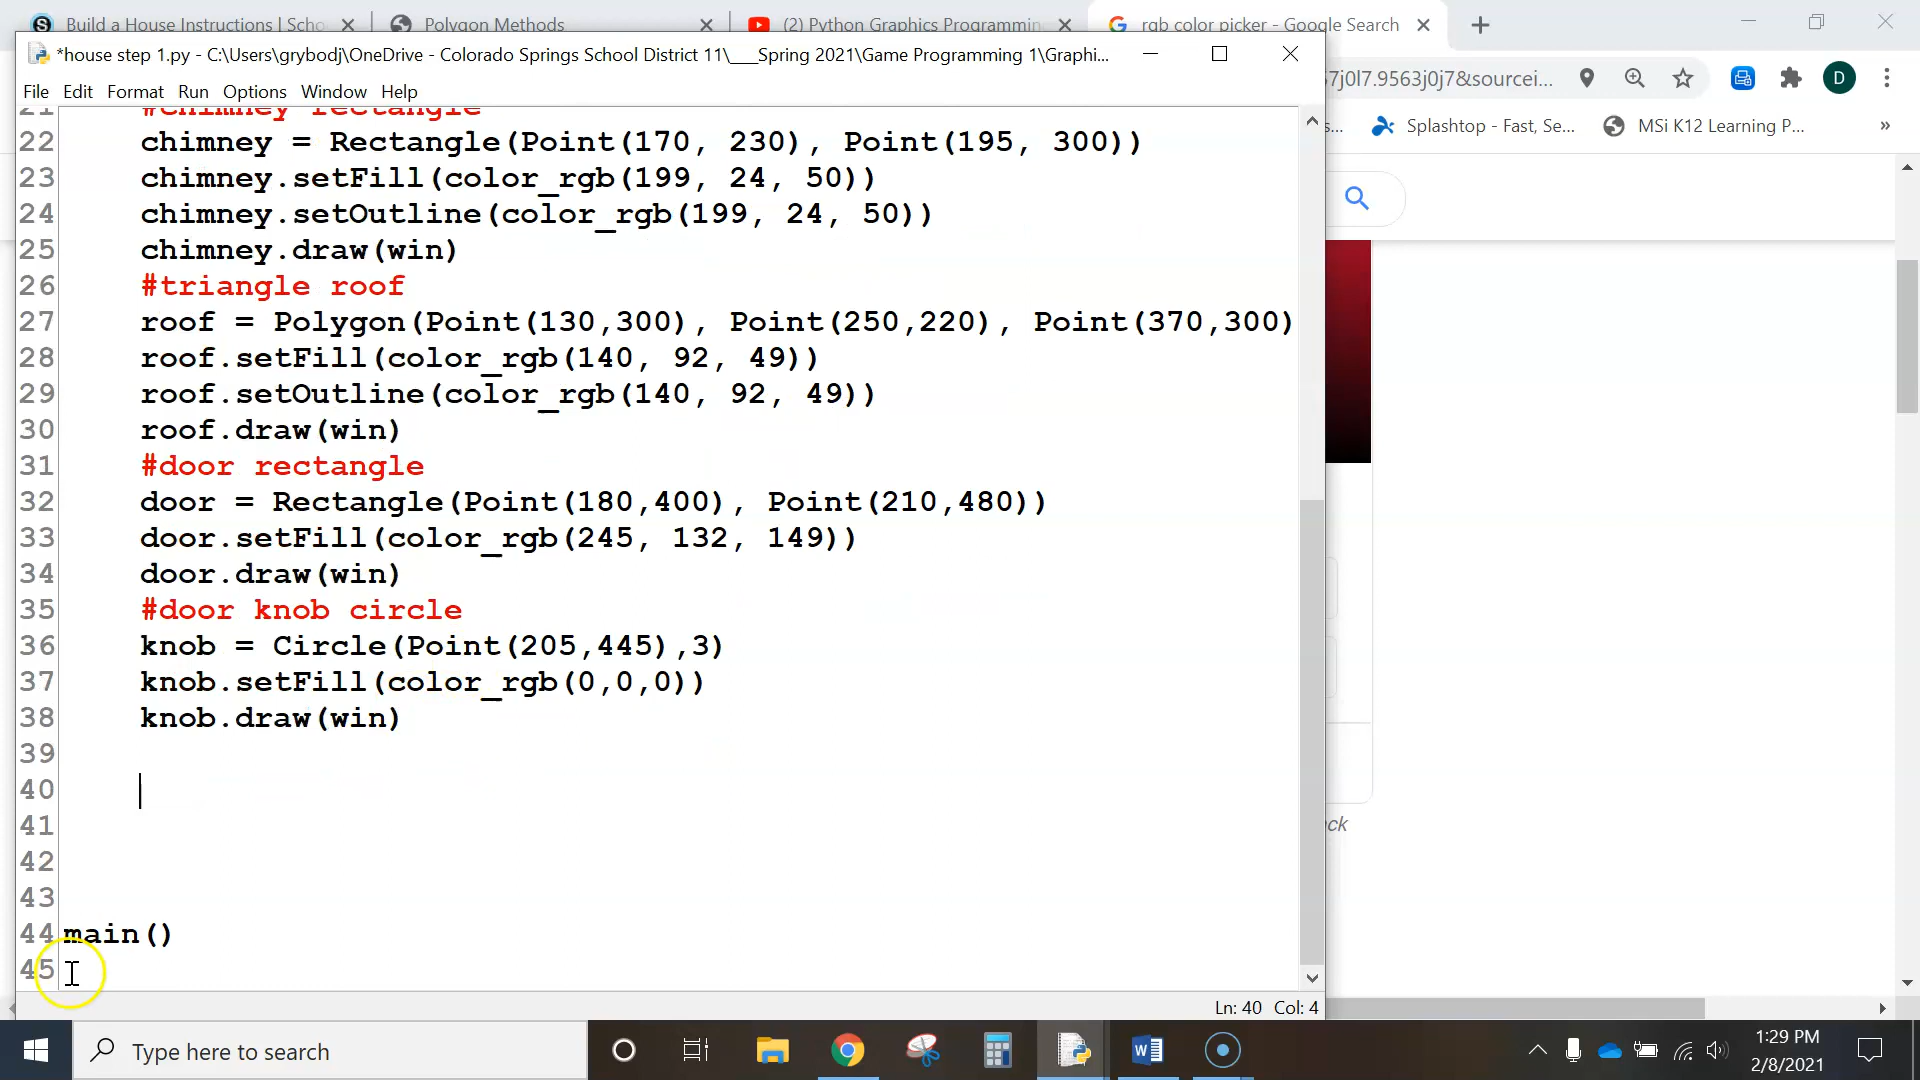 Build a House Instructions | Scho
Polygon Methods
(2) Python Graphics Programmin
rgb color picker - Google Search
*house step 1.py - C:\Users\grybodj\OneDrive - Colorado Springs School District 11\___Spring 2021\Game Programming 1\Graphi...
File Edit Format Run Options Window Help
57j0l7.9563j0j7&sourcei...
D
s...
Splashtop - Fast, Se...
MSi K12 Learning P...
»
21 #chimney rectangle
22 chimney = Rectangle(Point(170, 230), Point(195, 300))
23 chimney.setFill(color_rgb(199, 24, 50))
24 chimney.setOutline(color_rgb(199, 24, 50))
25 chimney.draw(win)
26 #triangle roof
27 roof = Polygon(Point(130,300), Point(250,220), Point(370,300)
28 roof.setFill(color_rgb(140, 92, 49))
29 roof.setOutline(color_rgb(140, 92, 49))
30 roof.draw(win)
31 #door rectangle
32 door = Rectangle(Point(180,400), Point(210,480))
33 door.setFill(color_rgb(245, 132, 149))
34 door.draw(win)
35 #door knob circle
36 knob = Circle(Point(205,445),3)
37 knob.setFill(color_rgb(0,0,0))
38 knob.draw(win)
39
40
41
42
43
44 main()
45
ck
Ln: 40 Col: 4
Type here to search
1:29 PM
2/8/2021